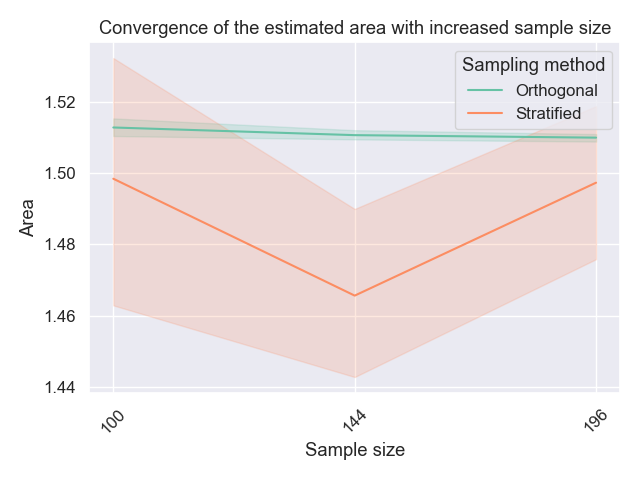 Convergence of the estimated area with increased sample size
Sampling method
Orthogonal
Stratified
1.52
1.50
1.48
1.46
1.44
Area
100
144
196
Sample size